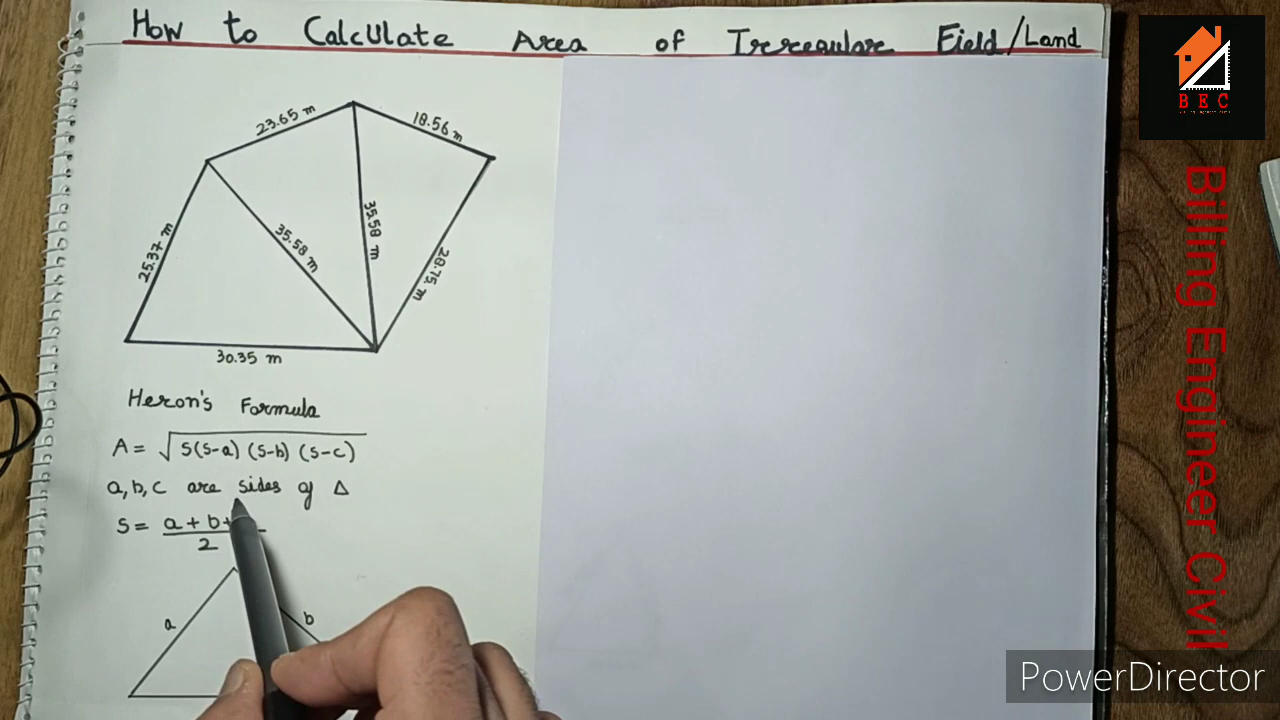 How to Calculate Area of Irregular Field/Land
23.65 m
18.56 m
25.37 m
35.58 m
35.58 m
28.75 m
30.35 m
Heron's Formula
A = √S(S-a) (S-b) (S-c)
a, b, c are sides of Δ
S = a + b +
2
a
b
BEC
Billing Engineer Civil
PowerDirector